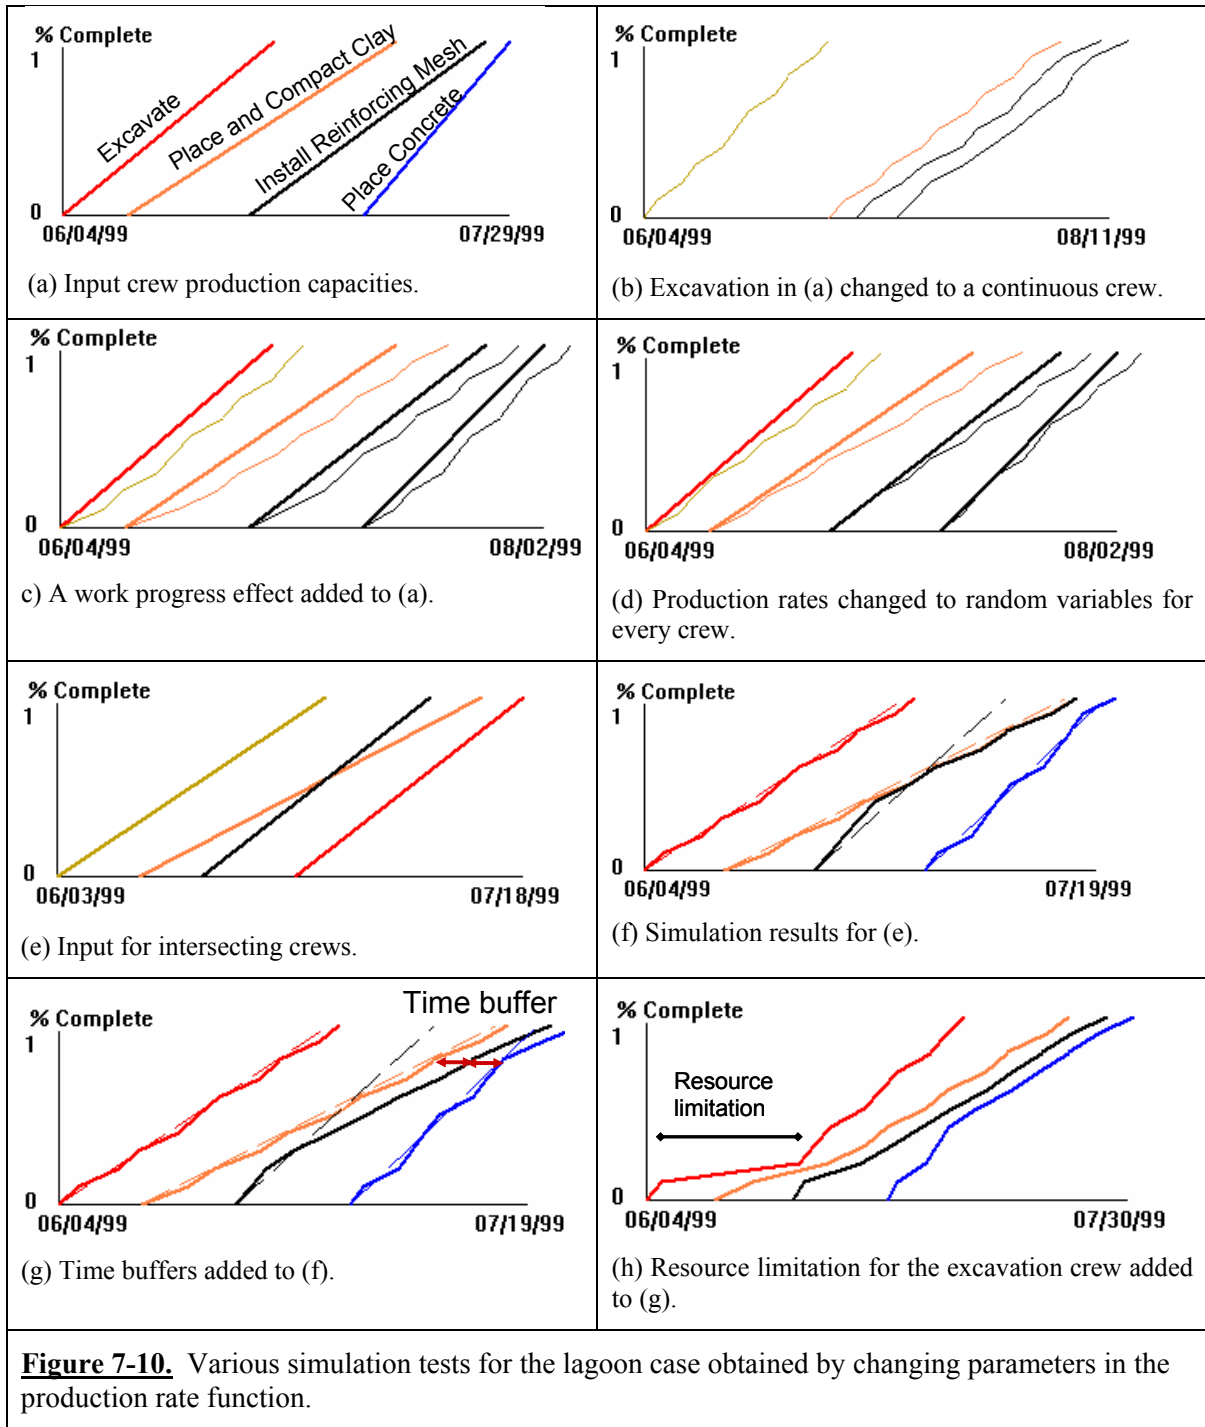 % Complete
1
Excavate
Place and Compact Clay
Install Reinforcing Mesh
Place Concrete
0
06/04/99
07/29/99
(a) Input crew production capacities.
% Complete
1
0
06/04/99
08/11/99
(b) Excavation in (a) changed to a continuous crew.
% Complete
1
0
06/04/99
08/02/99
c) A work progress effect added to (a).
% Complete
1
0
06/04/99
08/02/99
(d) Production rates changed to random variables for
every crew.
% Complete
1
0
06/03/99
07/18/99
(e) Input for intersecting crews.
% Complete
1
0
06/04/99
07/19/99
(f) Simulation results for (e).
Time buffer
% Complete
1
0
06/04/99
07/19/99
(g) Time buffers added to (f).
% Complete
1
Resource
limitation
0
06/04/99
07/30/99
(h) Resource limitation for the excavation crew added
to (g).
Figure 7-10. Various simulation tests for the lagoon case obtained by changing parameters in the
production rate function.